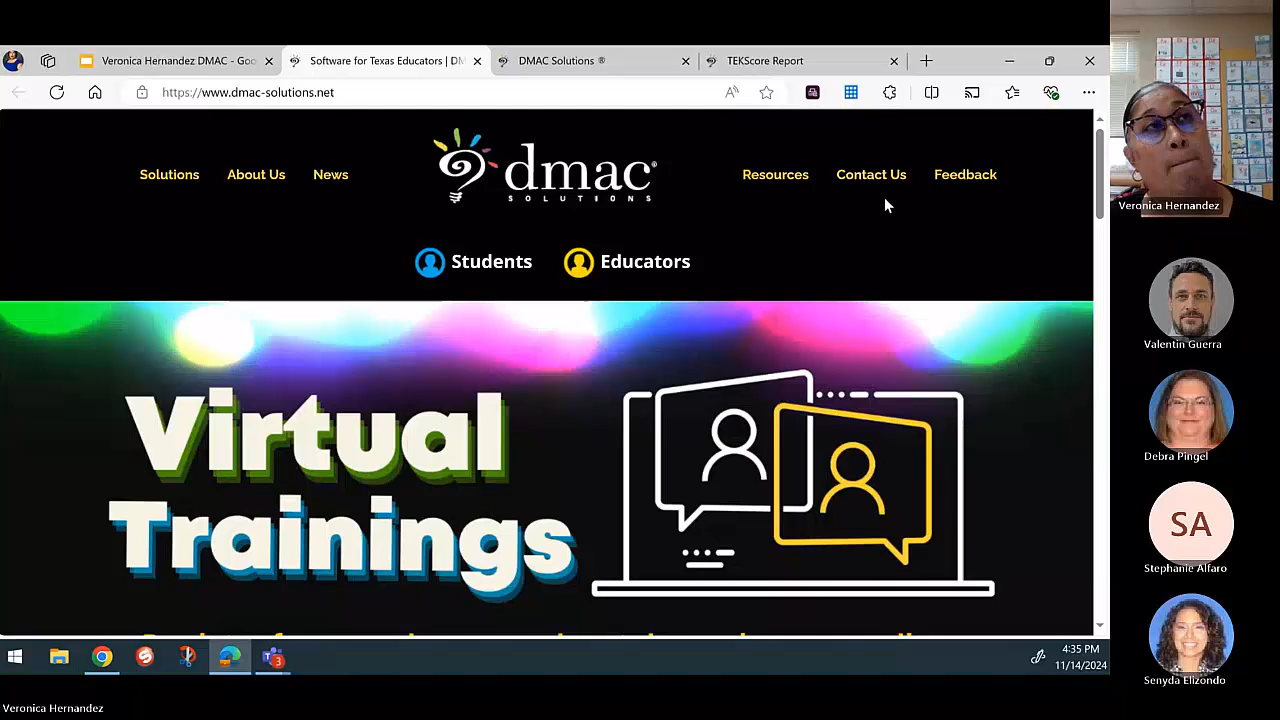 Veronica Hernandez DMAC - Goo
Software for Texas Educators | DM
DMAC Solutions ®
TEKScore Report
https://www.dmac-solutions.net
Solutions
About Us
News
dmac®
SOLUTIONS
Resources
Contact Us
Feedback
Students
Educators
Virtual
Trainings
4:35 PM
11/14/2024
3
Veronica Hernandez
Valentin Guerra
Debra Pingel
SA
Stephanie Alfaro
Senyda Elizondo
Veronica Hernandez